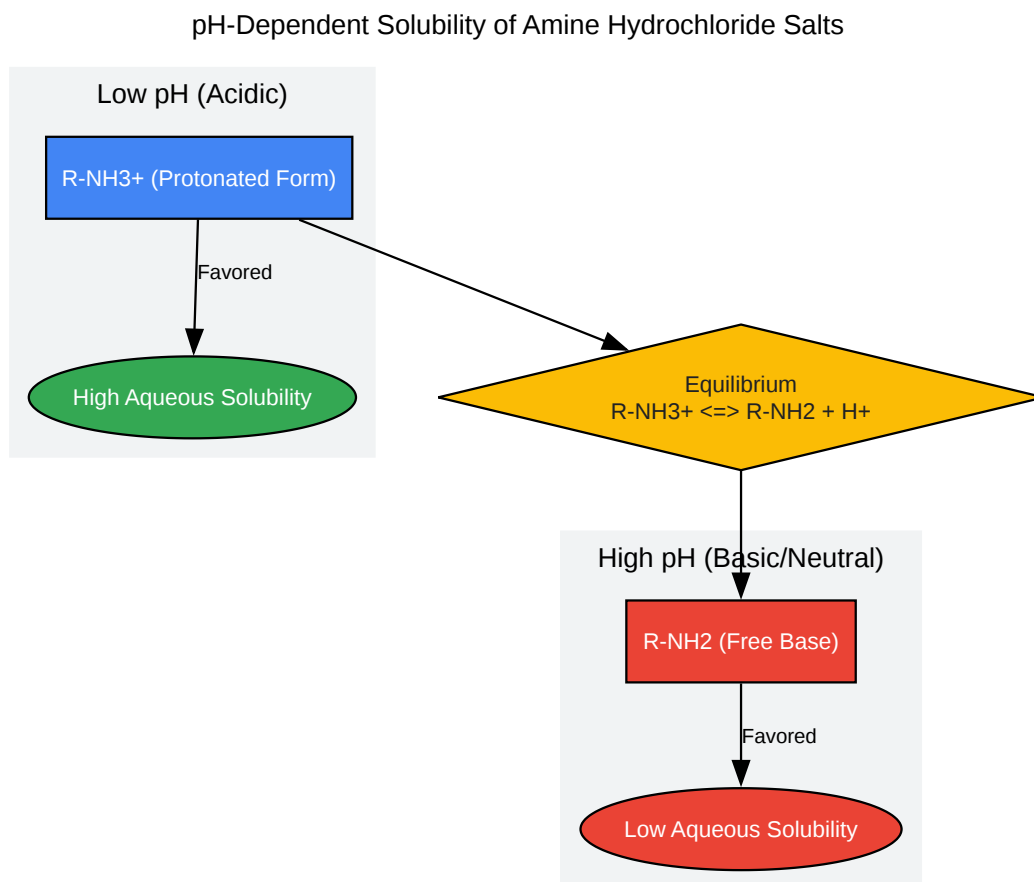 pH-Dependent Solubility of Amine Hydrochloride Salts
Low pH (Acidic)
R-NH3+ (Protonated Form)
Favored
High Aqueous Solubility
Equilibrium
R-NH3+ <=> R-NH2 + H+
High pH (Basic/Neutral)
R-NH2 (Free Base)
Favored
Low Aqueous Solubility